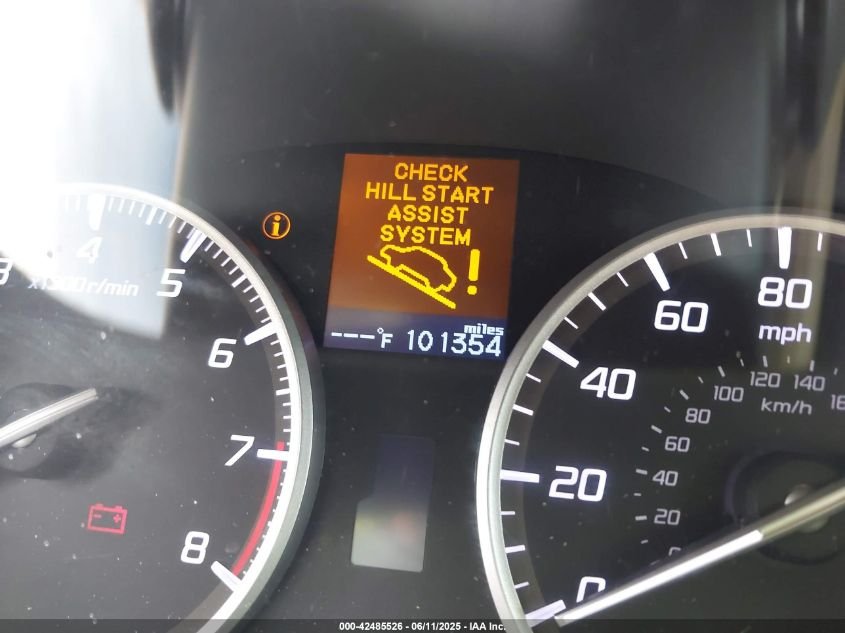 CHECK
HILL START
ASSIST
SYSTEM
!
miles
---°F 101354
3 4 5 6 7 8
x1000r/min
0 20 40 60 80
mph
20 40 60 80 100 120 140
km/h
000-42485526 - 06/11/2025 - IAA Inc.